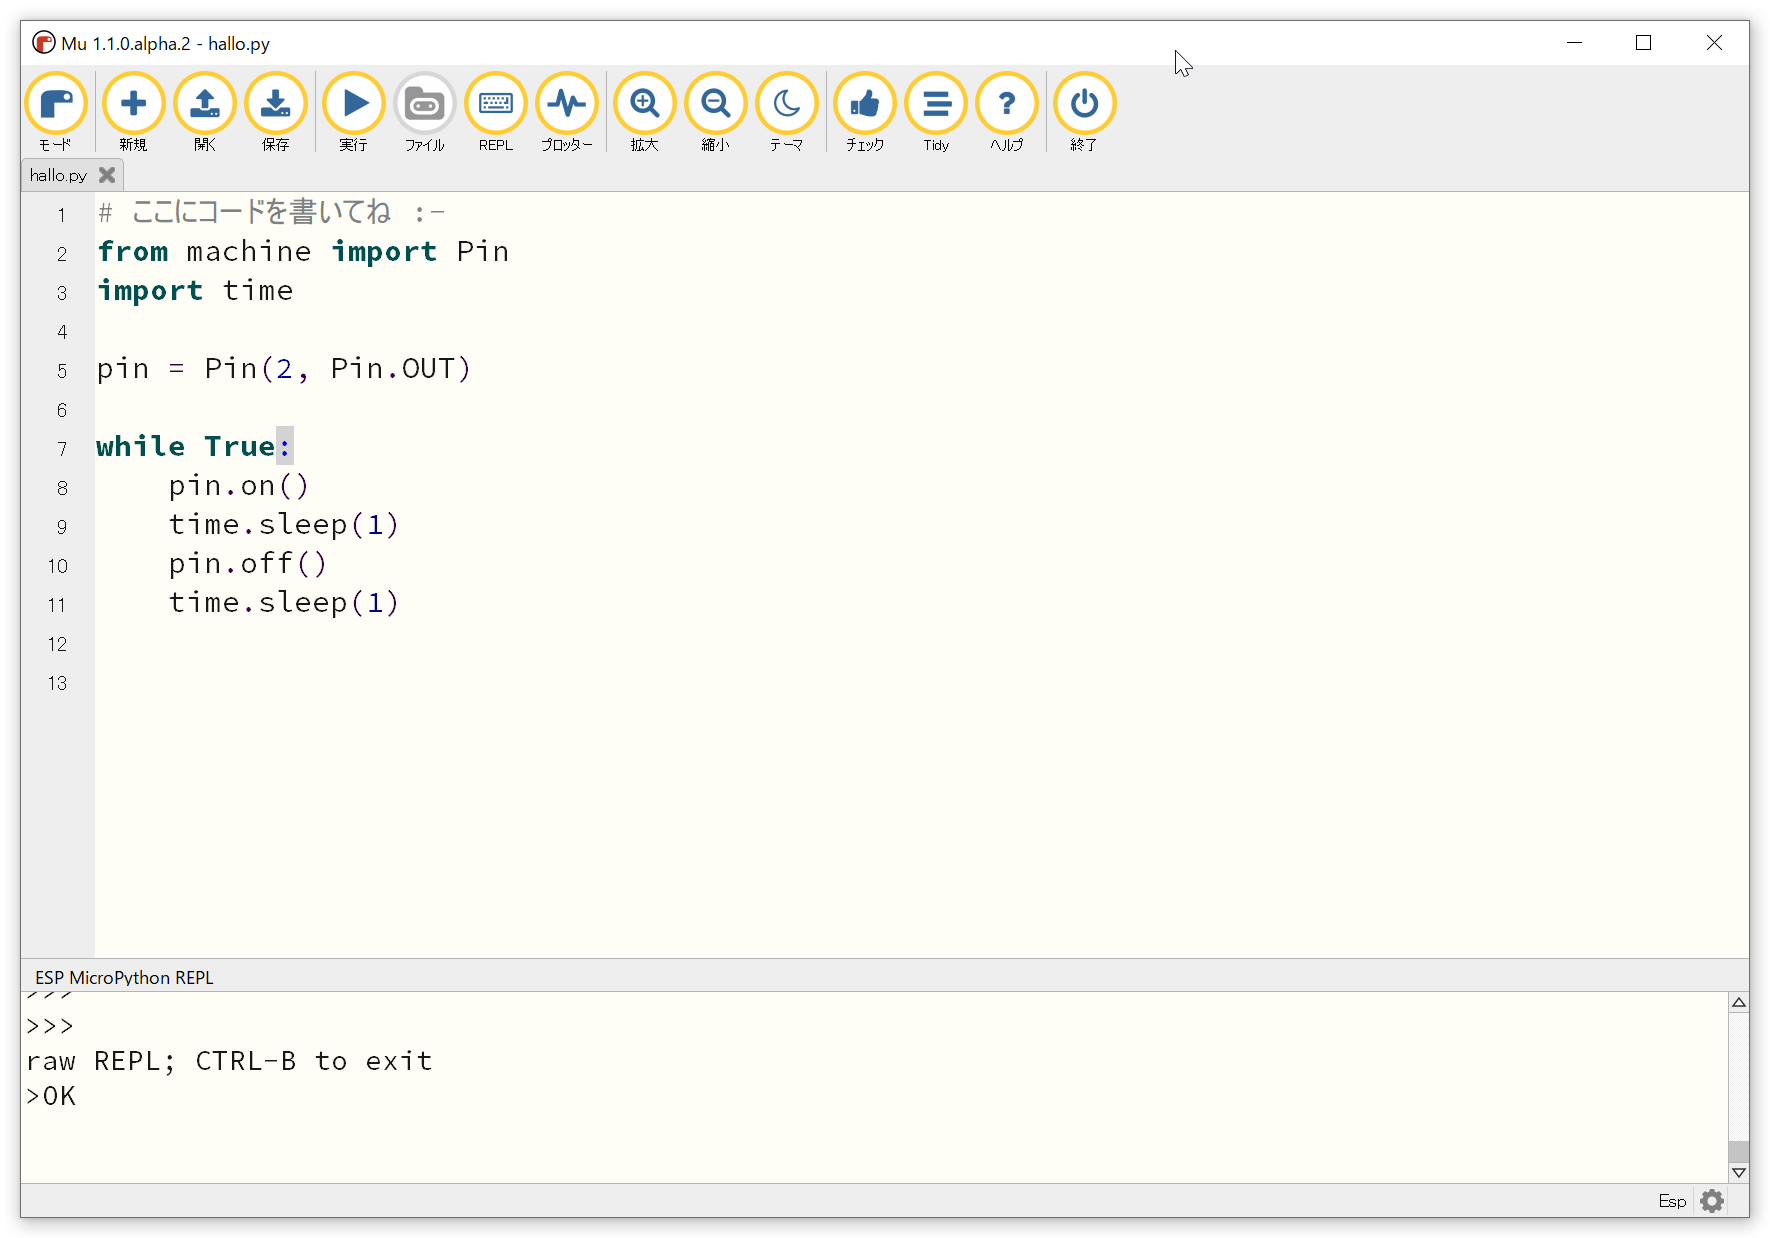 Mu 1.1.0.alpha.2 - hallo.py
モード 新規 開く 保存 実行 ファイル REPL プロッター 拡大 縮小 テーマ チェック Tidy ヘルプ 終了
hallo.py
1 # ここにコードを書いてね :-
2 from machine import Pin
3 import time
4
5 pin = Pin(2, Pin.OUT)
6
7 while True:
8 pin.on()
9 time.sleep(1)
10 pin.off()
11 time.sleep(1)
12
13
ESP MicroPython REPL
>>>
>>>
raw REPL; CTRL-B to exit
>OK
Esp